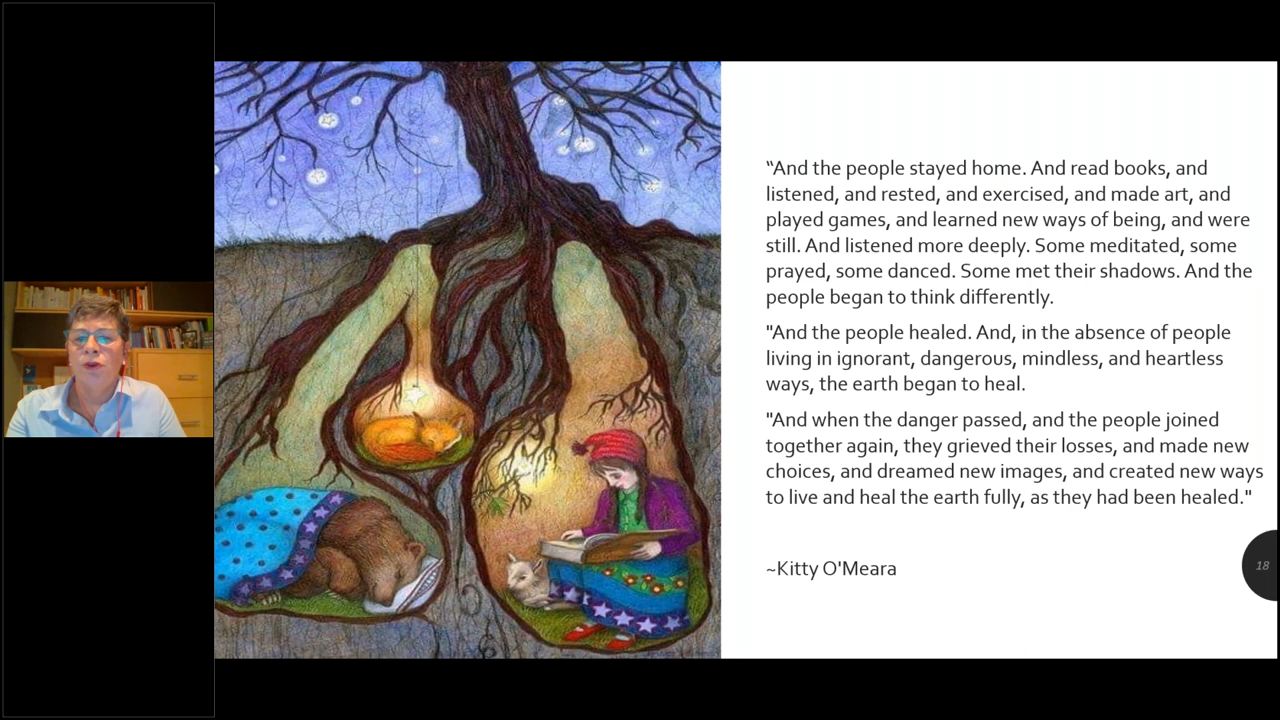 “And the people stayed home. And read books, and
listened, and rested, and exercised, and made art, and
played games, and learned new ways of being, and were
still. And listened more deeply. Some meditated, some
prayed, some danced. Some met their shadows. And the
people began to think differently.
"And the people healed. And, in the absence of people
living in ignorant, dangerous, mindless, and heartless
ways, the earth began to heal.
"And when the danger passed, and the people joined
together again, they grieved their losses, and made new
choices, and dreamed new images, and created new ways
to live and heal the earth fully, as they had been healed."
~Kitty O'Meara
18